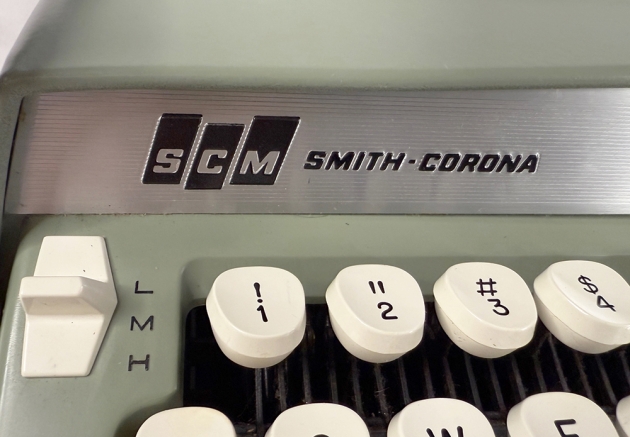 SCM SMITH-CORONA
L
M
H
! " # $
1 2 3 4
W E